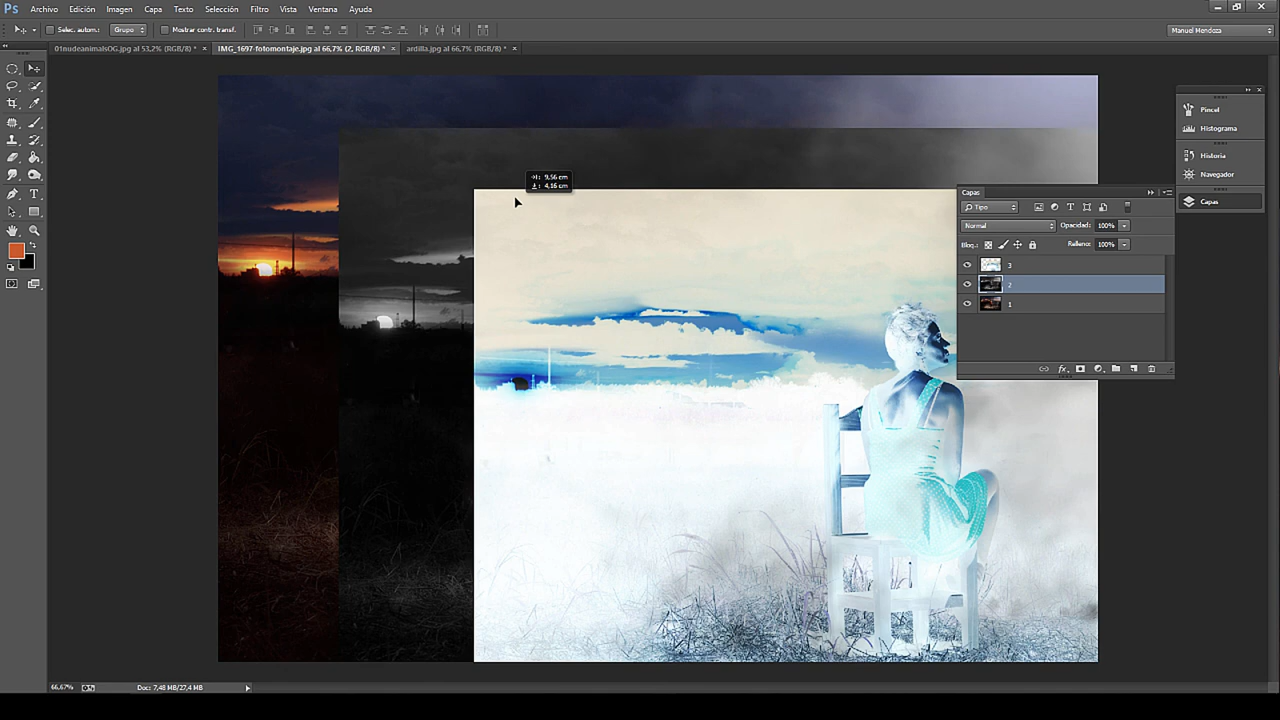 Ps Archivo Edición Imagen Capa Texto Selección Filtro Vista Ventana Ayuda
Selec. autom.: Grupo Mostrar contr. transf. Manuel Mendoza
01nudeanimalsOG.jpg al 53,2% (RGB/8) * × IMG_1697-fotomontaje.jpg al 66,7% (2, RGB/8) * × ardilla.jpg al 66,7% (RGB/8) * ×
Pincel
Histograma
Historia
Navegador
Capas
9,56 cm
4,16 cm
Capas
Tipo
Normal Opacidad: 100%
Bloq.: Relleno: 100%
3
2
1
fx
66,67% Doc: 7,48 MB/27,4 MB